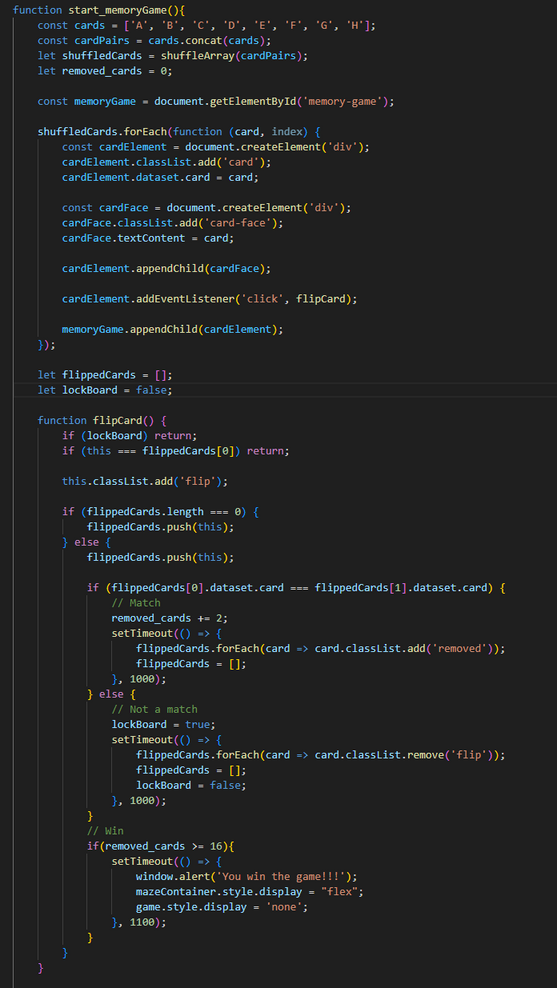 function start_memoryGame(){
    const cards = ['A', 'B', 'C', 'D', 'E', 'F', 'G', 'H'];
    const cardPairs = cards.concat(cards);
    let shuffledCards = shuffleArray(cardPairs);
    let removed_cards = 0;

    const memoryGame = document.getElementById('memory-game');

    shuffledCards.forEach(function (card, index) {
        const cardElement = document.createElement('div');
        cardElement.classList.add('card');
        cardElement.dataset.card = card;

        const cardFace = document.createElement('div');
        cardFace.classList.add('card-face');
        cardFace.textContent = card;

        cardElement.appendChild(cardFace);

        cardElement.addEventListener('click', flipCard);

        memoryGame.appendChild(cardElement);
    });

    let flippedCards = [];
    let lockBoard = false;

    function flipCard() {
        if (lockBoard) return;
        if (this === flippedCards[0]) return;

        this.classList.add('flip');

        if (flippedCards.length === 0) {
            flippedCards.push(this);
        } else {
            flippedCards.push(this);

            if (flippedCards[0].dataset.card === flippedCards[1].dataset.card) {
                // Match
                removed_cards += 2;
                setTimeout(() => {
                    flippedCards.forEach(card => card.classList.add('removed'));
                    flippedCards = [];
                }, 1000);
            } else {
                // Not a match
                lockBoard = true;
                setTimeout(() => {
                    flippedCards.forEach(card => card.classList.remove('flip'));
                    flippedCards = [];
                    lockBoard = false;
                }, 1000);
            }
            // Win
            if(removed_cards >= 16){
                setTimeout(() => {
                    window.alert('You win the game!!!');
                    mazeContainer.style.display = "flex";
                    game.style.display = 'none';
                }, 1100);
            }
        }
    }